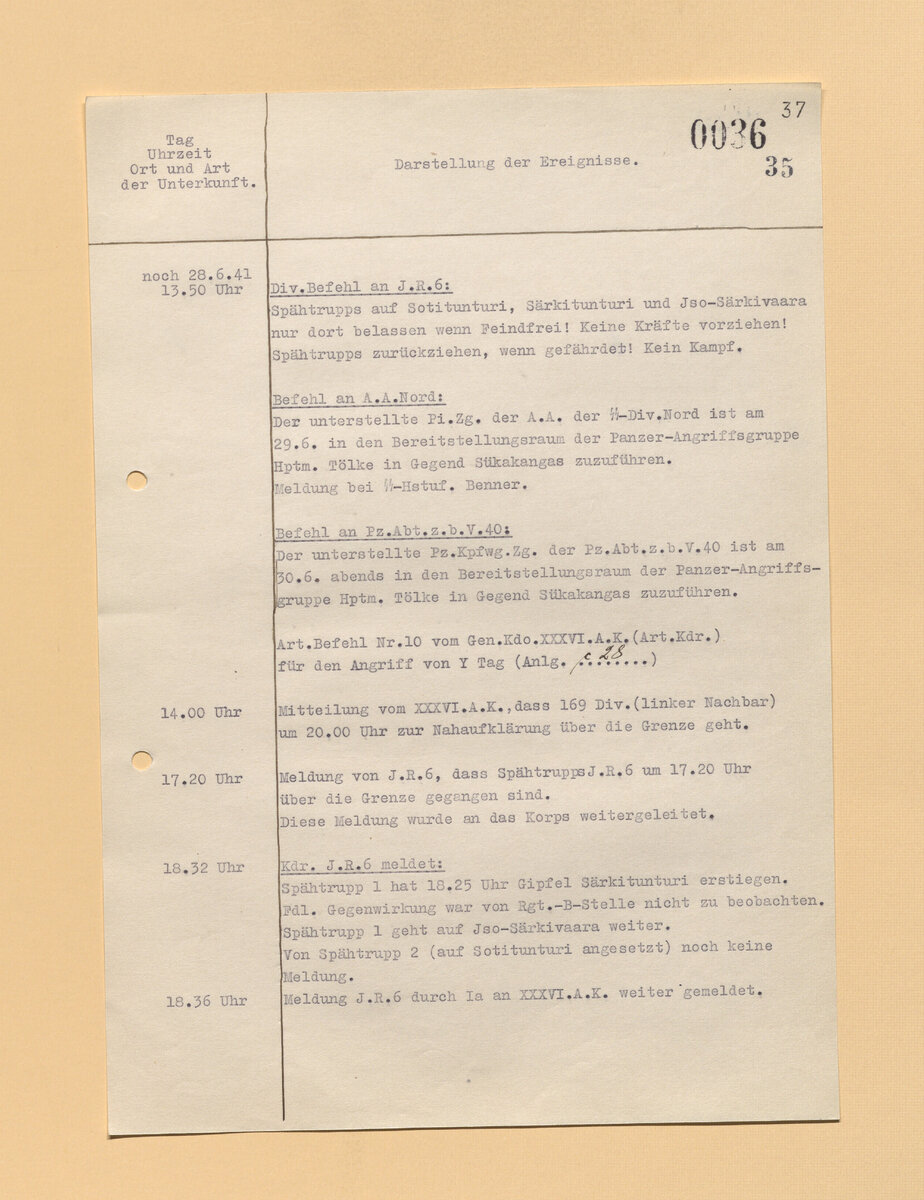 37
0036
35
Tag
Uhrzeit
Ort und Art
der Unterkunft.
Darstellung der Ereignisse.
noch 28.6.41
13.50 Uhr
Div.Befehl an J.R.6:
Spähtrupps auf Sotitunturi, Särkitunturi und Jso-Särkivaara
nur dort belassen wenn Feindfrei! Keine Kräfte vorziehen!
Spähtrupps zurückziehen, wenn gefährdet! Kein Kampf.
Befehl an A.A.Nord:
Der unterstellte Pi.Zg. der A.A. der ᛋᛋ-Div.Nord ist am
29.6. in den Bereitstellungsraum der Panzer-Angriffsgruppe
Hptm. Tölke in Gegend Sükakangas zuzuführen.
Meldung bei ᛋᛋ-Hstuf. Benner.
Befehl an Pz.Abt.z.b.V.40:
Der unterstellte Pz.Kpfwg.Zg. der Pz.Abt.z.b.V.40 ist am
30.6. abends in den Bereitstellungsraum der Panzer-Angriffs-
gruppe Hptm. Tölke in Gegend Sükakangas zuzuführen.
Art.Befehl Nr.10 vom Gen.Kdo.XXXVI.A.K.(Art.Kdr.)
für den Angriff von Y Tag (Anlg. c 28)
14.00 Uhr
Mitteilung vom XXXVI.A.K.,dass 169 Div.(linker Nachbar)
um 20.00 Uhr zur Nahaufklärung über die Grenze geht.
17.20 Uhr
Meldung von J.R.6, dass Spähtrupps J.R.6 um 17.20 Uhr
über die Grenze gegangen sind.
Diese Meldung wurde an das Korps weitergeleitet.
18.32 Uhr
Kdr. J.R.6 meldet:
Spähtrupp 1 hat 18.25 Uhr Gipfel Särkitunturi erstiegen.
Fdl. Gegenwirkung war von Rgt.-B-Stelle nicht zu beobachten.
Spähtrupp 1 geht auf Jso-Särkivaara weiter.
Von Spähtrupp 2 (auf Sotitunturi angesetzt) noch keine
Meldung.
18.36 Uhr
Meldung J.R.6 durch Ia an XXXVI.A.K. weiter gemeldet.